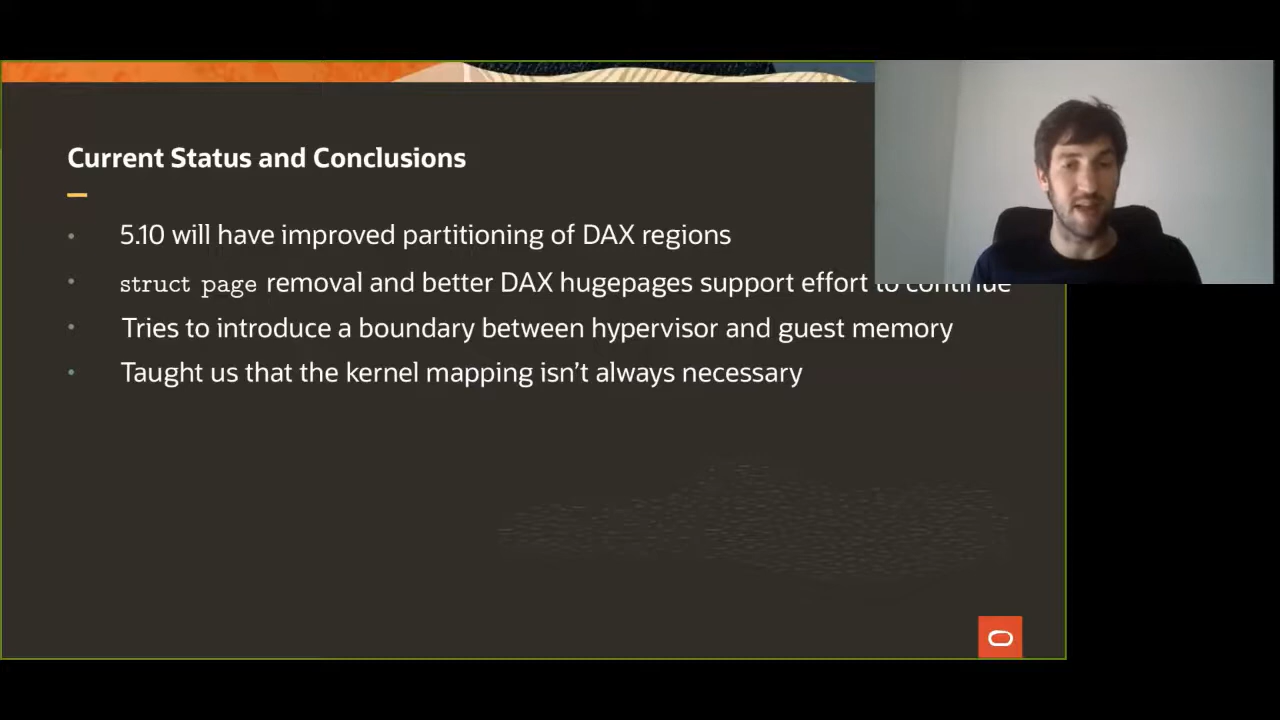 Current Status and Conclusions
5.10 will have improved partitioning of DAX regions
struct page removal and better DAX hugepages support effort to continue
Tries to introduce a boundary between hypervisor and guest memory
Taught us that the kernel mapping isn't always necessary